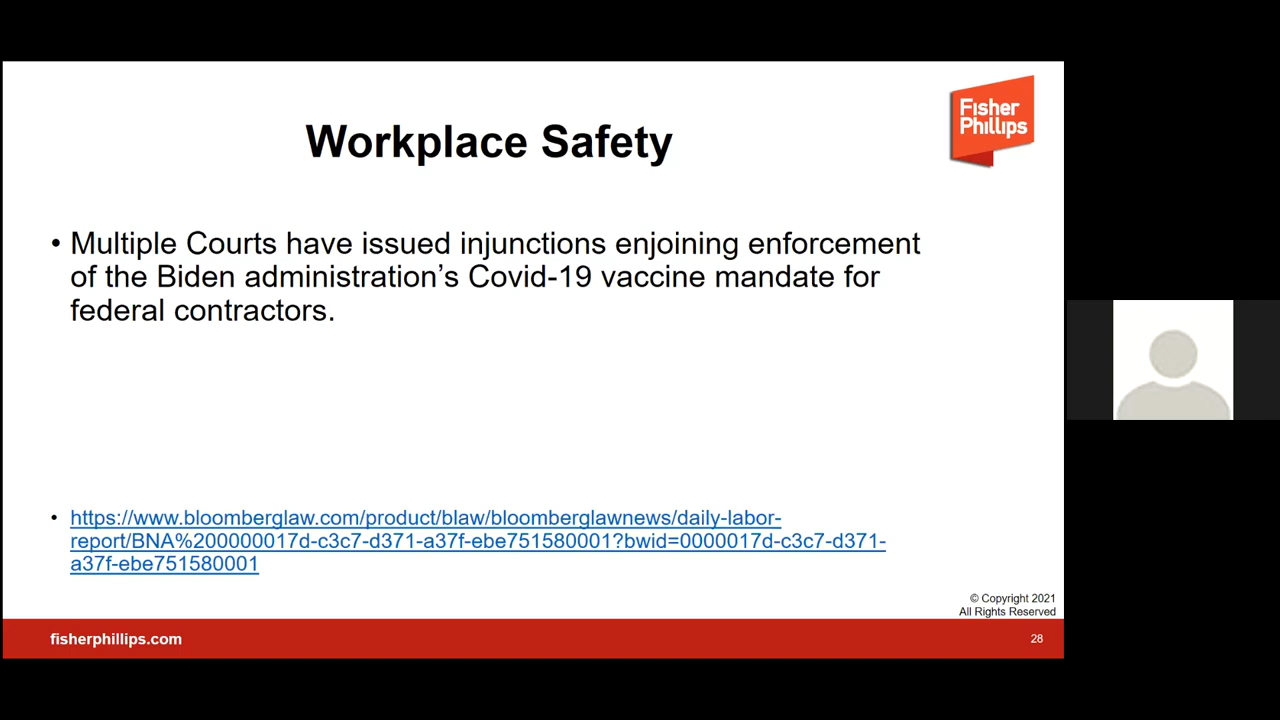 Fisher
Phillips
Workplace Safety
• Multiple Courts have issued injunctions enjoining enforcement
of the Biden administration’s Covid-19 vaccine mandate for
federal contractors.
• https://www.bloomberglaw.com/product/blaw/bloomberglawnews/daily-labor-
report/BNA%200000017d-c3c7-d371-a37f-ebe751580001?bwid=0000017d-c3c7-d371-
a37f-ebe751580001
© Copyright 2021
All Rights Reserved
fisherphillips.com
28